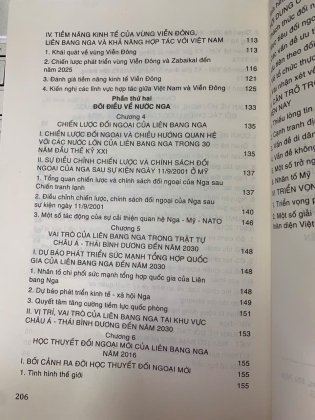 IV. TIỀM NĂNG KINH TẾ CỦA VÙNG VIỄN ĐÔNG,
LIÊN BANG NGA VÀ KHẢ NĂNG HỢP TÁC VỚI VIỆT NAM 113
1. Khái quát về vùng Viễn Đông 113
2. Chiến lược phát triển vùng Viễn Đông và Zabaikal đến
năm 2025 116
3. Đánh giá tiềm năng kinh tế Viễn Đông 121
4. Kiến nghị các lĩnh vực hợp tác giữa Việt Nam và Viễn Đông 125
Phần thứ hai
ĐÔI ĐIỀU VỀ NƯỚC NGA 133
Chương 4
CHIẾN LƯỢC ĐỐI NGOẠI CỦA LIÊN BANG NGA 135
I. CHIẾN LƯỢC ĐỐI NGOẠI VÀ CHIỀU HƯỚNG QUAN HỆ
VỚI CÁC NƯỚC LỚN CỦA LIÊN BANG NGA TRONG 30
NĂM ĐẦU THẾ KỶ XXI 135
II. SỰ ĐIỀU CHỈNH CHIẾN LƯỢC VÀ CHÍNH SÁCH ĐỐI
NGOẠI CỦA NGA SAU SỰ KIỆN NGÀY 11/9/2001 Ở MỸ 137
1. Tổng quan chiến lược và chính sách đối ngoại của Nga sau
Chiến tranh lạnh 137
2. Điều chỉnh chiến lược, chính sách đối ngoại của Nga sau
sự kiện ngày 11/9/2001 140
3. Một số tác động của sự cải thiện quan hệ Nga - Mỹ - NATO 146
Chương 5
VAI TRÒ CỦA LIÊN BANG NGA TRONG TRẬT TỰ
CHÂU Á - THÁI BÌNH DƯƠNG ĐẾN NĂM 2030 148
I. DỰ BÁO PHÁT TRIỂN SỨC MẠNH TỔNG HỢP QUỐC
GIA CỦA LIÊN BANG NGA ĐẾN NĂM 2030 148
1. Nhân tố chi phối sức mạnh tổng hợp quốc gia của Liên
bang Nga 148
2. Dự báo phát triển kinh tế - xã hội Nga 149
3. Quyết tâm tăng cường tiềm lực quốc phòng 151
II. VỊ TRÍ, VAI TRÒ CỦA LIÊN BANG NGA TẠI KHU VỰC
CHÂU Á - THÁI BÌNH DƯƠNG ĐẾN NĂM 2030 153
Chương 6
HỌC THUYẾT ĐỐI NGOẠI MỚI CỦA LIÊN BANG NGA
NĂM 2016 155
I. BỐI CẢNH RA ĐỜI HỌC THUYẾT ĐỐI NGOẠI MỚI 155
1. Tình hình thế giới 155
206